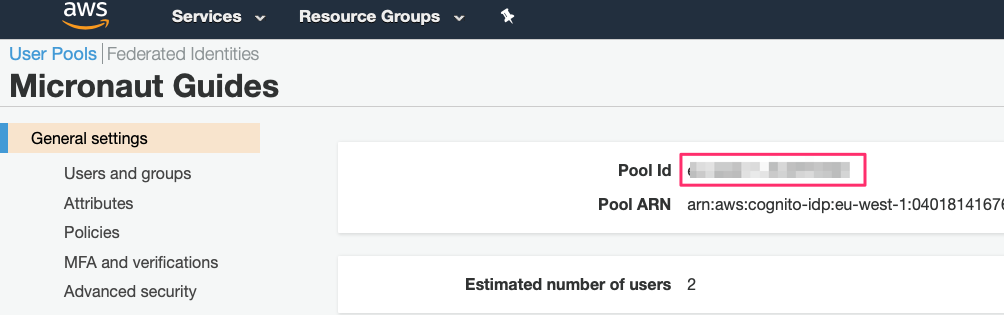 aws Services Resource Groups
User Pools Federated Identities
Micronaut Guides
General settings
Users and groups
Attributes
Policies
MFA and verifications
Advanced security
Pool Id
Pool ARN arn:aws:cognito-idp:eu-west-1:04018141676
Estimated number of users 2